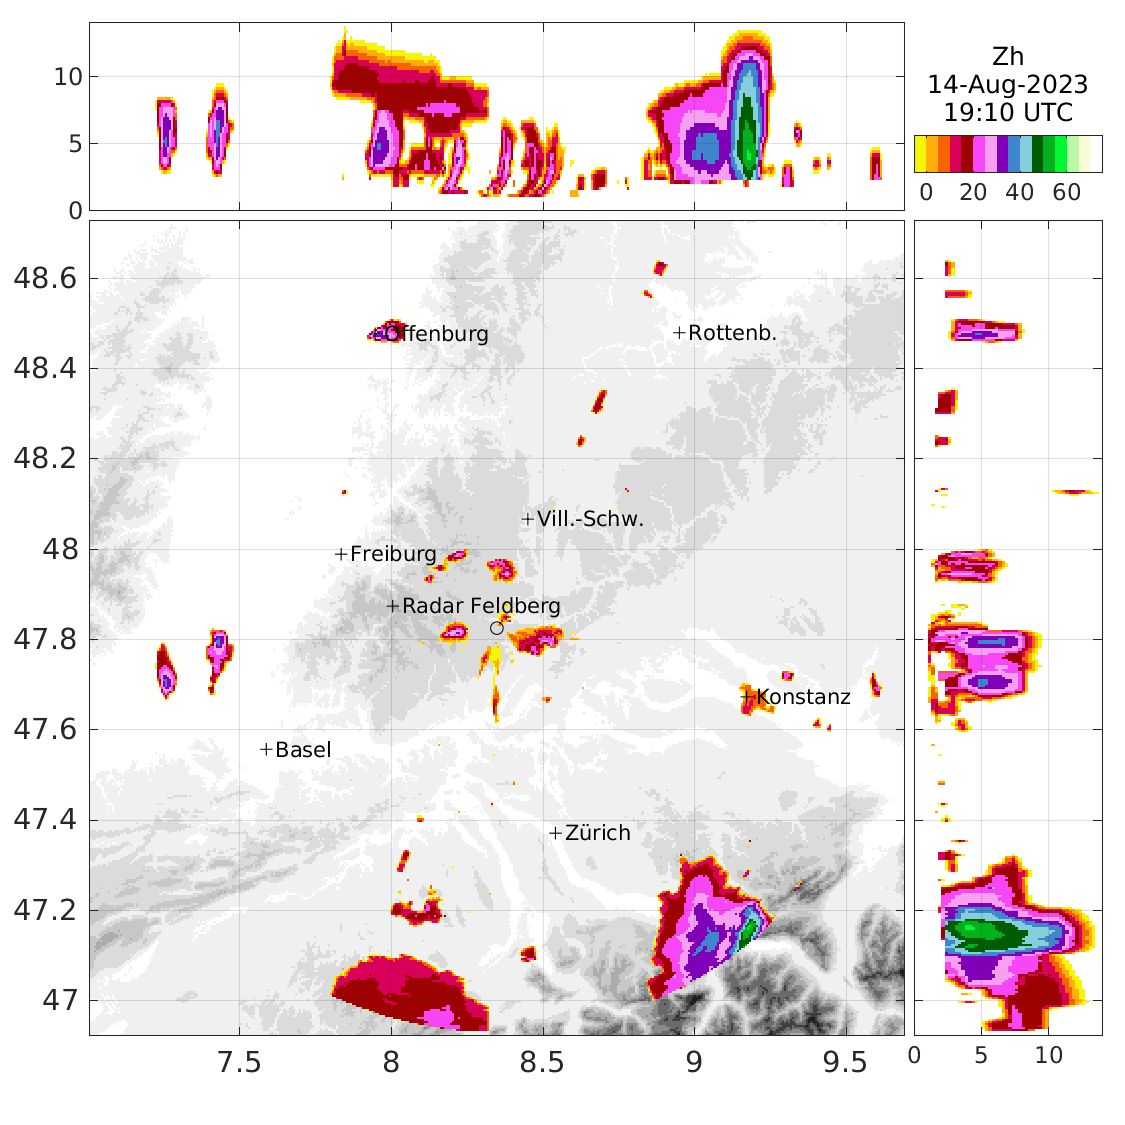 Zh
14-Aug-2023
19:10 UTC
0 20 40 60
10
5
0
48.6
48.4
48.2
48
47.8
47.6
47.4
47.2
47
Offenburg
+Rottenb.
+Vill.-Schw.
+Freiburg
+Radar Feldberg
+Konstanz
+Basel
+Zürich
7.5 8 8.5 9 9.5
0 5 10